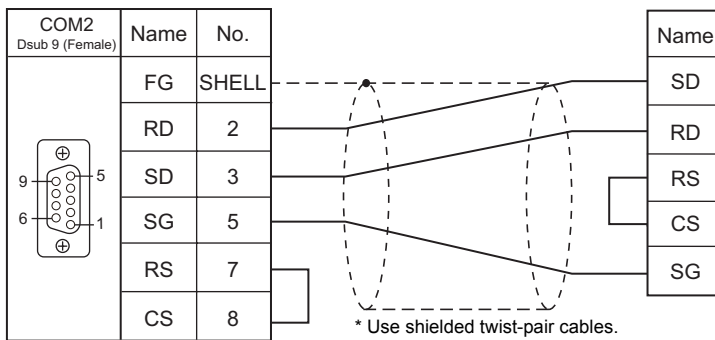 COM2
Dsub 9 (Female)
Name
No.
Name
FG
SHELL
SD
RD
2
RD
SD
3
RS
SG
5
CS
RS
7
SG
CS
8
9
5
6
1
* Use shielded twist-pair cables.